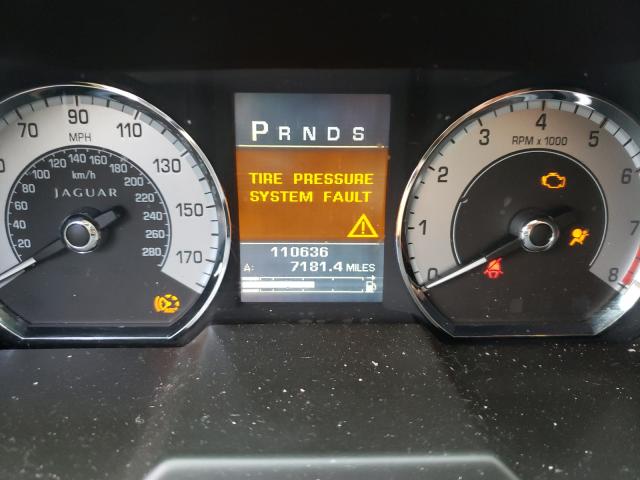 70 90 110 130 150 170
MPH
20 40 60 80 100 120 140 160 180 200 220 240 260 280
km/h
JAGUAR
P R N D S
TIRE PRESSURE
SYSTEM FAULT
110636
A: 7181.4 MILES
0 1 2 3 4 5 6 7 8
RPM x 1000